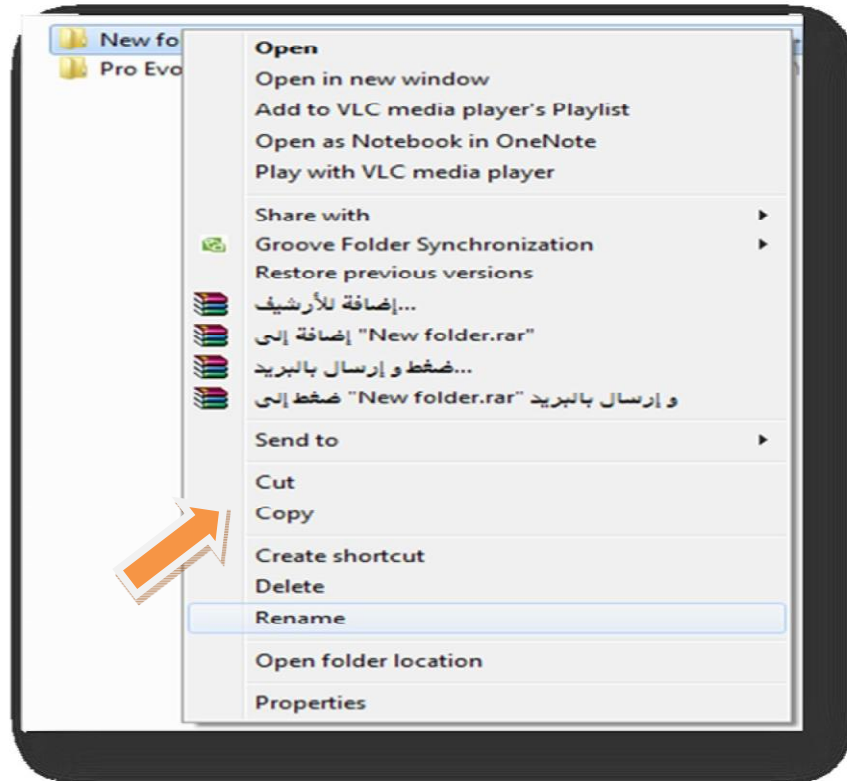 New fo
Pro Evo
Open
Open in new window
Add to VLC media player's Playlist
Open as Notebook in OneNote
Play with VLC media player
Share with
Groove Folder Synchronization
Restore previous versions
إضافة للأرشيف...
إضافة إلى "New folder.rar"
ضغط و إرسال بالبريد...
ضغط إلى "New folder.rar" و إرسال بالبريد
Send to
Cut
Copy
Create shortcut
Delete
Rename
Open folder location
Properties